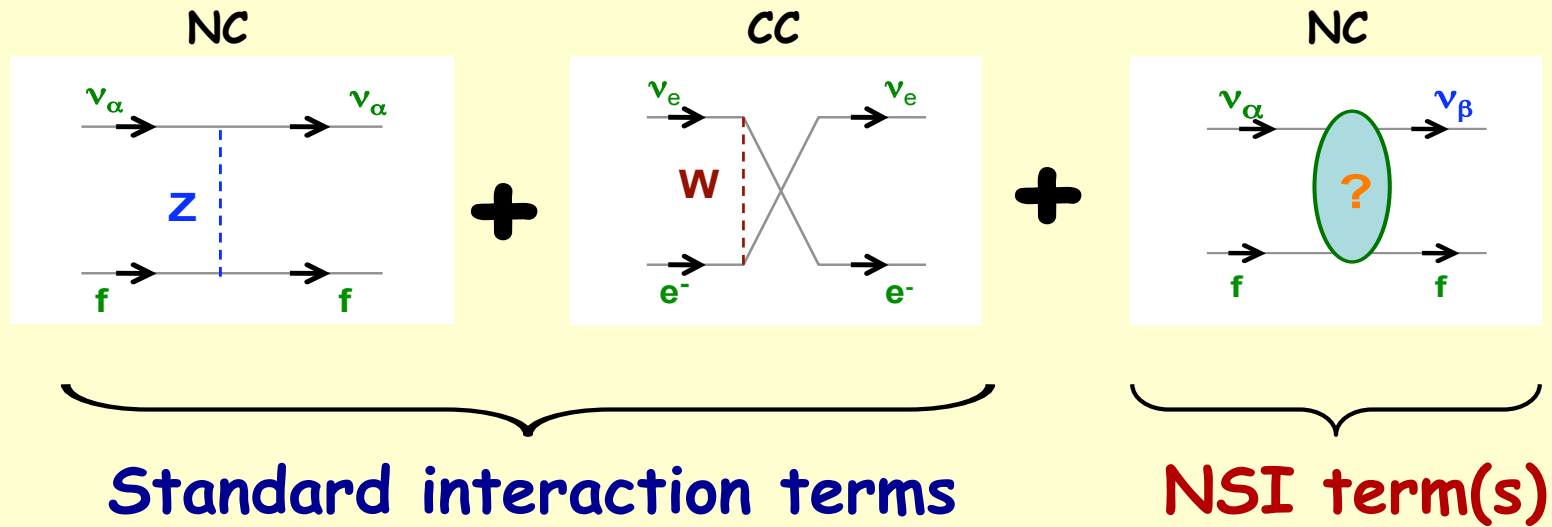 NC
CC
NC
να
να
Z
f
f
+
νe
νe
W
e-
e-
+
να
νβ
?
f
f
Standard interaction terms
NSI term(s)